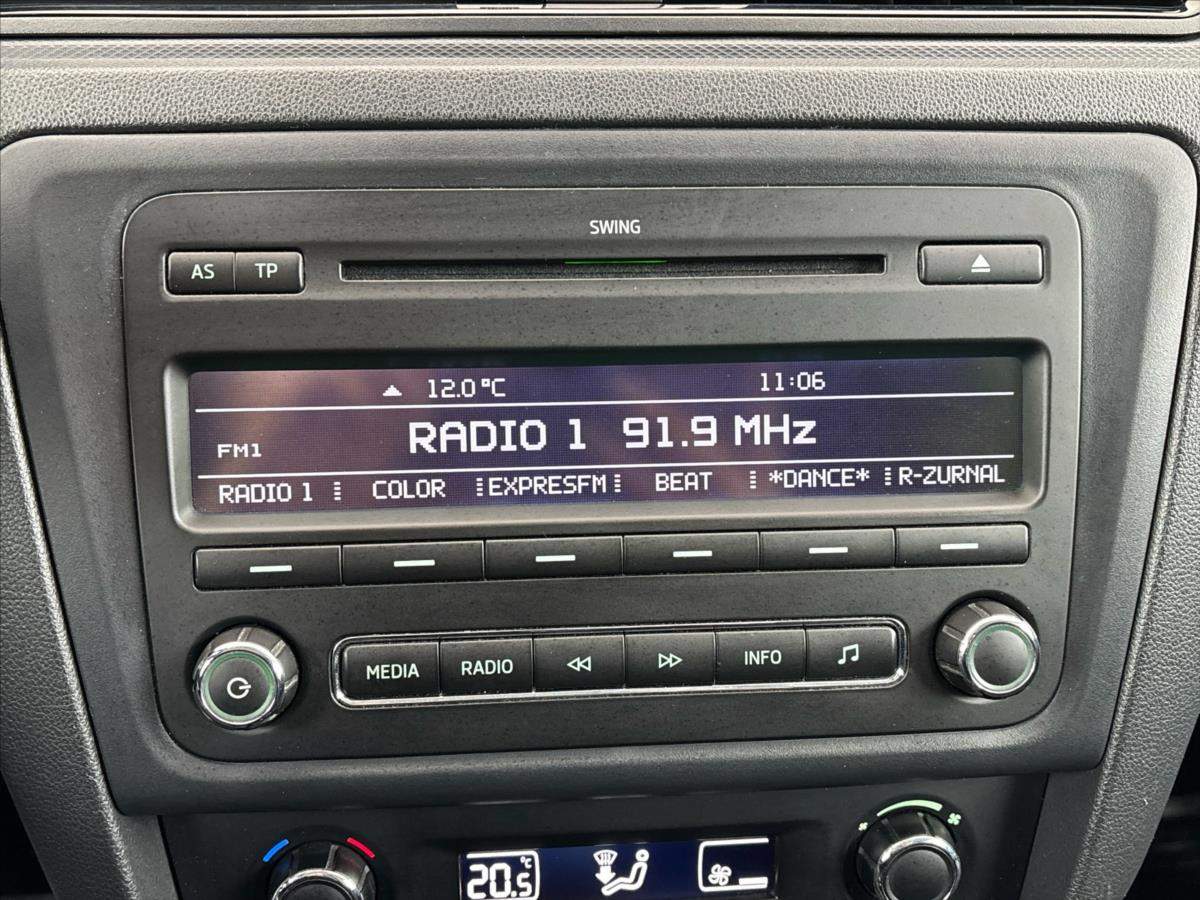 SWING
AS TP
12.0°C 11:06
FM1 RADIO 1 91.9 MHz
RADIO 1 COLOR EXPRESFM BEAT *DANCE* R-ZURNAL
MEDIA RADIO INFO
20.5°C